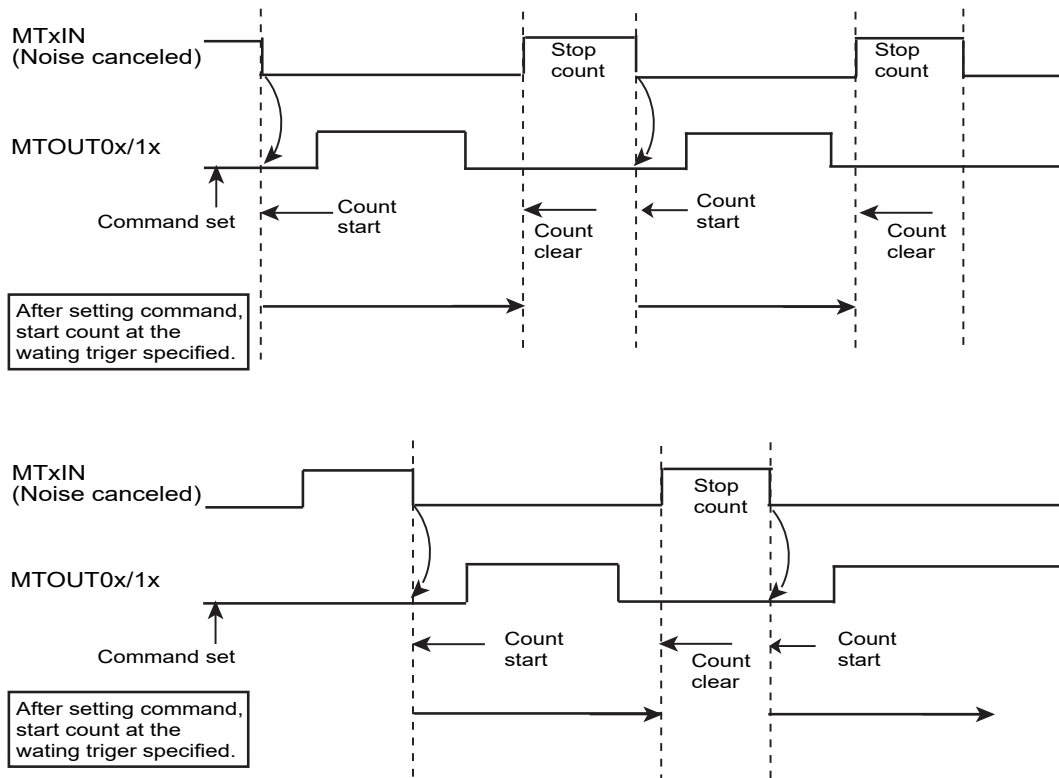 MTxIN
(Noise canceled)
Stop
count
Stop
count
MTOUT0x/1x
Command set
Count
start
Count
clear
Count
start
Count
clear
After setting command,
start count at the
wating triger specified.
MTxIN
(Noise canceled)
Stop
count
MTOUT0x/1x
Command set
Count
start
Count
clear
Count
start
After setting command,
start count at the
wating triger specified.